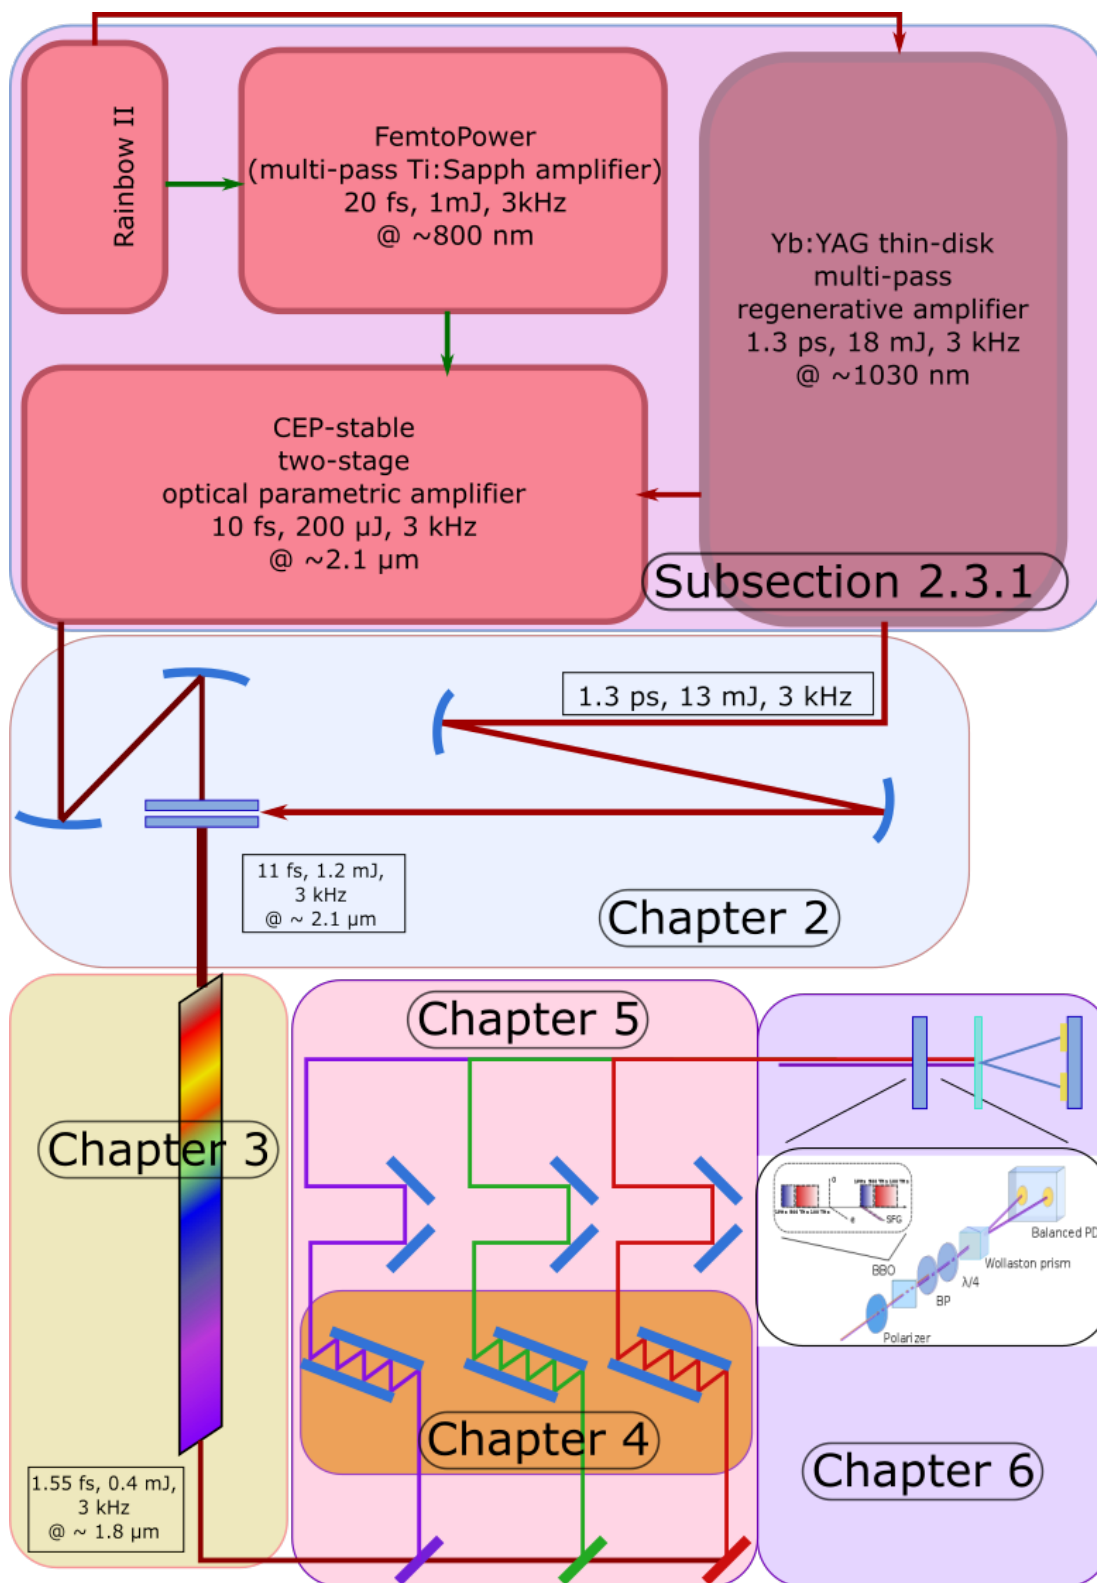 Rainbow II
FemtoPower
(multi-pass Ti:Sapph amplifier)
20 fs, 1mJ, 3kHz
@ ~800 nm
Yb:YAG thin-disk
multi-pass
regenerative amplifier
1.3 ps, 18 mJ, 3 kHz
@ ~1030 nm
CEP-stable
two-stage
optical parametric amplifier
10 fs, 200 µJ, 3 kHz
@ ~2.1 µm
Subsection 2.3.1
1.3 ps, 13 mJ, 3 kHz
11 fs, 1.2 mJ,
3 kHz
@ ~ 2.1 µm
Chapter 2
Chapter 5
Chapter 3
SFG
Balanced PD
Wollaston prism
λ/4
BBO
BP
Polarizer
Chapter 4
Chapter 6
1.55 fs, 0.4 mJ,
3 kHz
@ ~ 1.8 µm